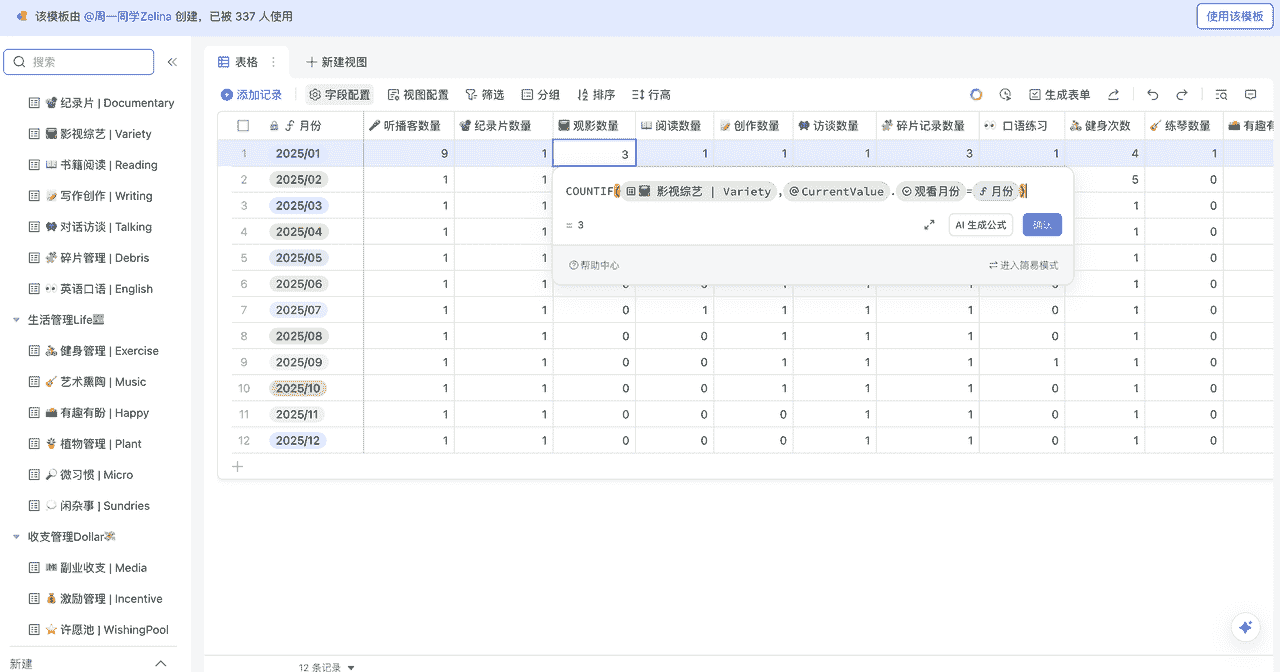 该模板由 @周一同学Zelina 创建，已被 337 人使用
使用该模板
搜索
纪录片 | Documentary
影视综艺 | Variety
书籍阅读 | Reading
写作创作 | Writing
对话访谈 | Talking
碎片管理 | Debris
英语口语 | English
生活管理Life
健身管理 | Exercise
艺术熏陶 | Music
有趣有盼 | Happy
植物管理 | Plant
微习惯 | Micro
闲杂事 | Sundries
收支管理Dollar
副业收支 | Media
激励管理 | Incentive
许愿池 | WishingPool
新建
表格 新建视图
添加记录 字段配置 视图配置 筛选 分组 排序 行高 生成表单
月份 听播客数量 纪录片数量 观影数量 阅读数量 创作数量 访谈数量 碎片记录数量 口语练习 健身次数 练琴数量 有趣有
1 2025/01 9 1 3 1 1 1 3 1 4 1
2 2025/02 1 1 5 0
3 2025/03 1 1 1 0
4 2025/04 1 1 1 0
5 2025/05 1 1 1 0
6 2025/06 1 1 1 0
7 2025/07 1 1 0 1 1 1 1 0 1 0
8 2025/08 1 1 0 0 1 1 1 0 1 0
9 2025/09 1 1 0 0 1 1 1 1 1 0
10 2025/10 1 1 0 0 1 1 1 0 1 0
11 2025/11 1 1 0 0 0 1 1 0 1 0
12 2025/12 1 1 0 0 0 1 1 0 1 0
COUNTIF( 影视综艺 | Variety,@CurrentValue.观看月份=月份)
= 3
AI 生成公式 确认
帮助中心 进入简易模式
12 条记录